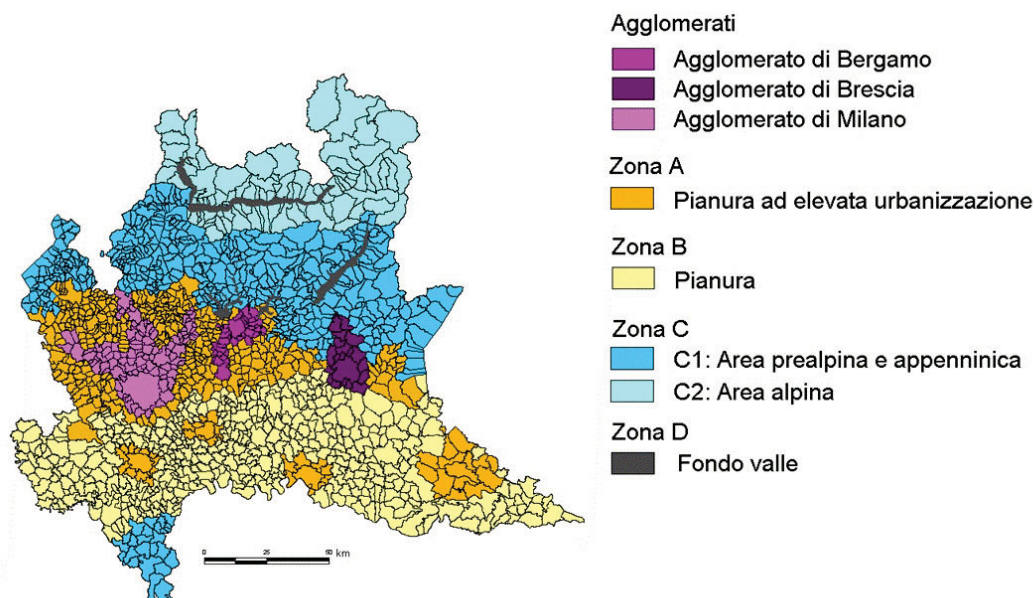 Agglomerati
Agglomerato di Bergamo
Agglomerato di Brescia
Agglomerato di Milano
Zona A
Pianura ad elevata urbanizzazione
Zona B
Pianura
Zona C
C1: Area prealpina e appenninica
C2: Area alpina
Zona D
Fondo valle
0 25 50 km